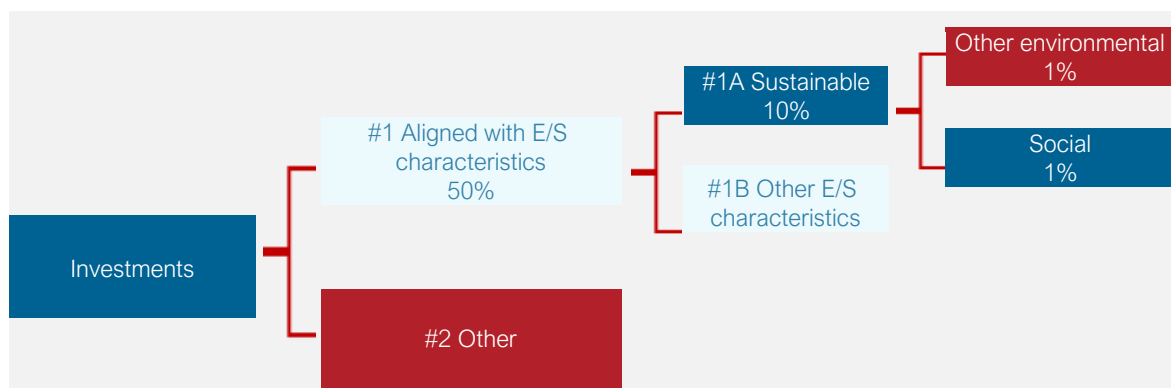 Investments
#1 Aligned with E/S
characteristics
50%
#2 Other
#1A Sustainable
10%
#1B Other E/S
characteristics
Other environmental
1%
Social
1%